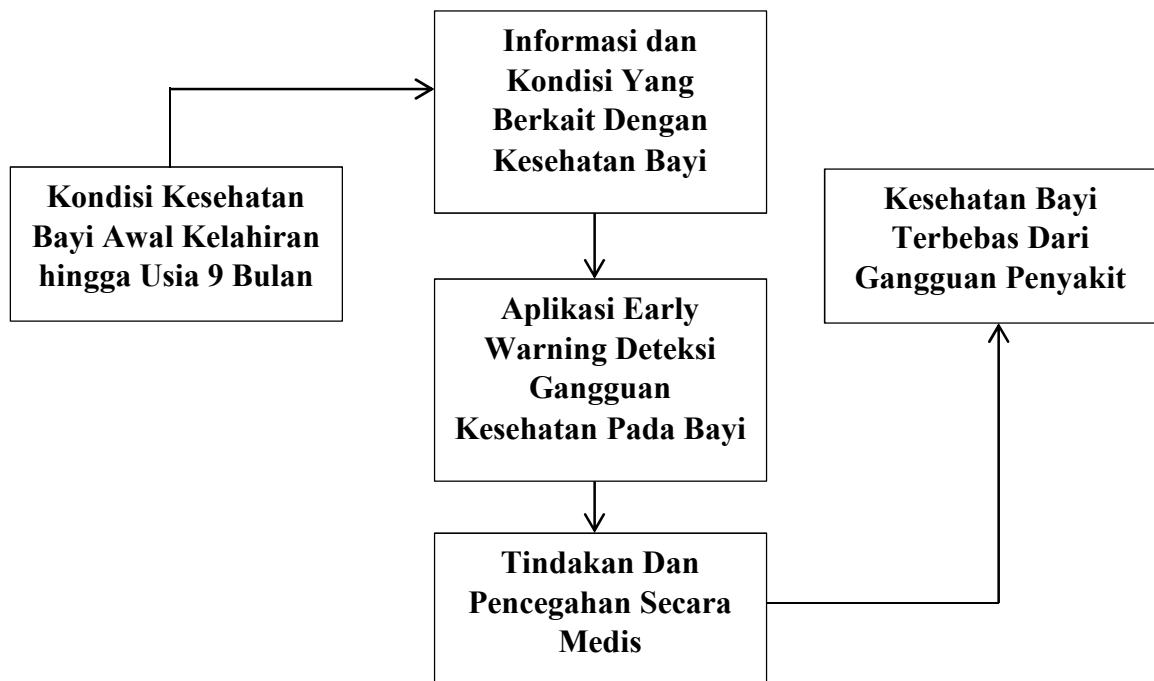 Kondisi Kesehatan
Bayi Awal Kelahiran
hingga Usia 9 Bulan
Informasi dan
Kondisi Yang
Berkait Dengan
Kesehatan Bayi
Aplikasi Early
Warning Deteksi
Gangguan
Kesehatan Pada Bayi
Tindakan Dan
Pencegahan Secara
Medis
Kesehatan Bayi
Terbebas Dari
Gangguan Penyakit